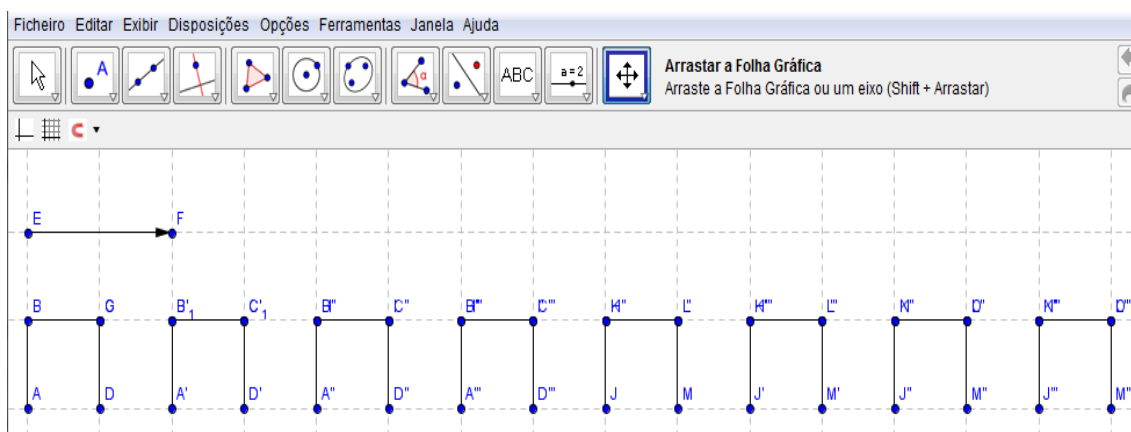 Ficheiro Editar Exibir Disposições Opções Ferramentas Janela Ajuda
A α ABC a=2
Arrastar a Folha Gráfica
Arraste a Folha Gráfica ou um eixo (Shift + Arrastar)
E F
B G B'₁ C'₁ L" L" 
A D A' D' A" D" A''' D''' J M J' M' J" M" J''' M"